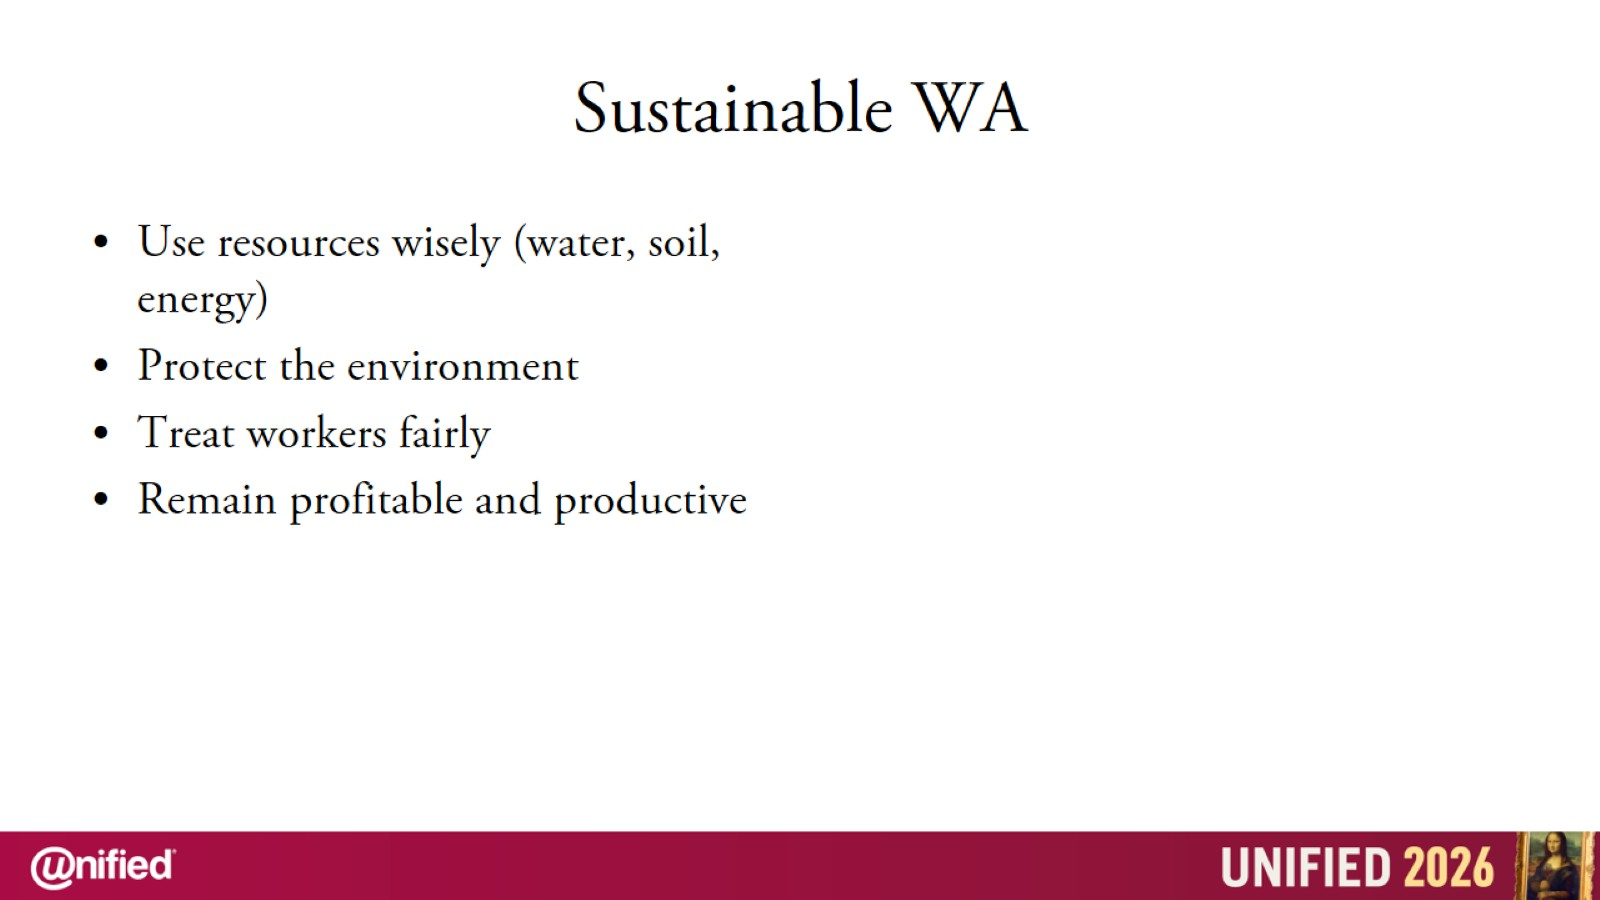 Sustainable WA
• Use resources wisely (water, soil,
energy)
• Protect the environment
• Treat workers fairly
• Remain profitable and productive
@unified®
UNIFIED 2026